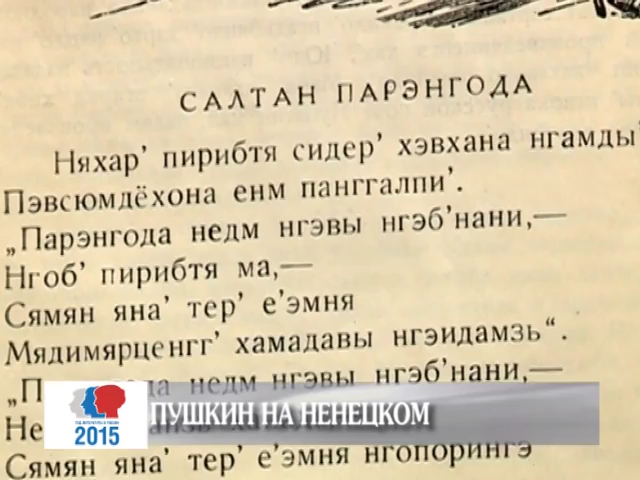 САЛТАН ПАРЭНГОДА
Няхар’ пирибтя сидер’ хэвхана нгамды’
Пэвсюмдёхона енм панггалпи’.
„Парэнгода недм нгэвы нгэб’нани,—
Нгоб’ пирибтя ма,—
Сямян яна’ тер’ е’эмня
Мядимярценгг’ хамадавы нгэидамзь“.
недм нгэвы нгэб’нани,—
ПУШКИН НА НЕНЕЦКОМ
2015
Сямян яна’ тер’ е’эмня нгопорингэ